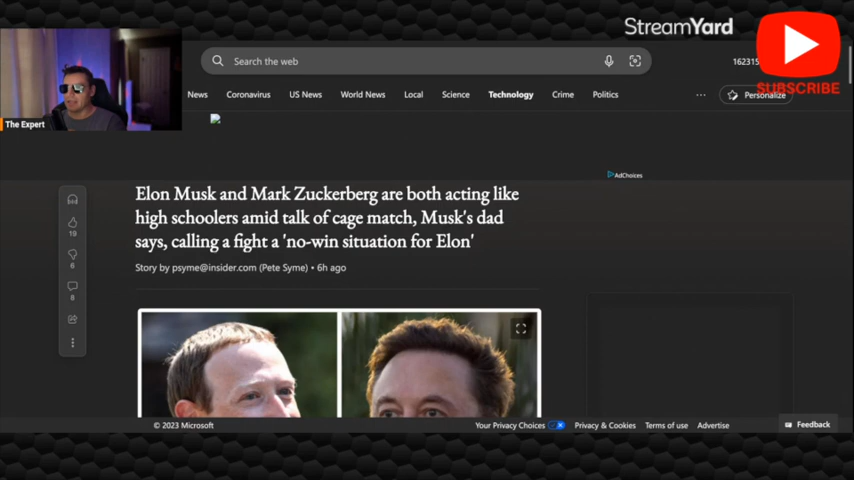 StreamYard
SUBSCRIBE
The Expert
Search the web
162315
News Coronavirus US News World News Local Science Technology Crime Politics ... Personalize
AdChoices
Elon Musk and Mark Zuckerberg are both acting like
high schoolers amid talk of cage match, Musk's dad
says, calling a fight a 'no-win situation for Elon'
Story by psyme@insider.com (Pete Syme) • 6h ago
19
6
8
© 2023 Microsoft
Your Privacy Choices Privacy & Cookies Terms of use Advertise Feedback